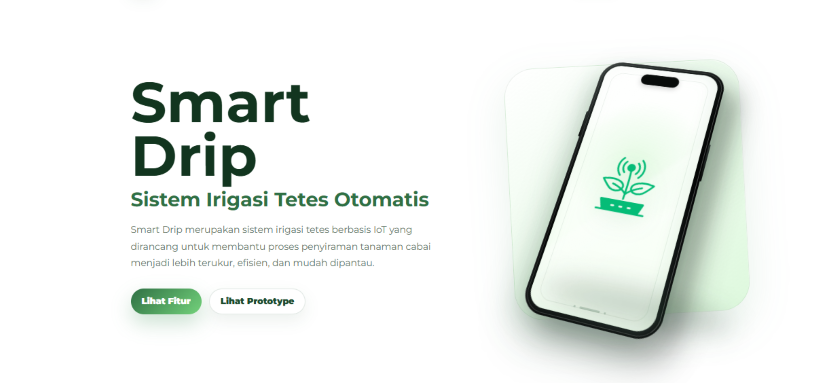 Smart
Drip
Sistem Irigasi Tetes Otomatis
Smart Drip merupakan sistem irigasi tetes berbasis IoT yang
dirancang untuk membantu proses penyiraman tanaman cabai
menjadi lebih terukur, efisien, dan mudah dipantau.
Lihat Fitur
Lihat Prototype